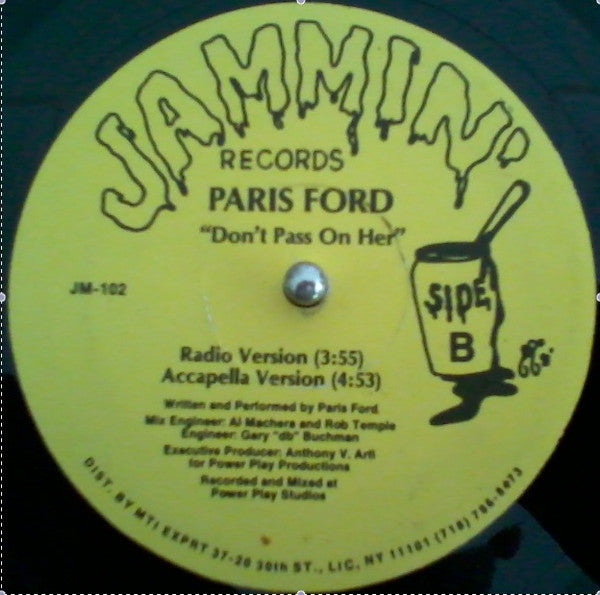 JAMMIN'
RECORDS
PARIS FORD
“Don't Pass On Her”
JM-102
SIDE
B
Radio Version (3:55)
Accapella Version (4:53)
Written and Performed by Paris Ford
Mix Engineer: Al Machera and Rob Temple
Engineer: Gary "db" Buchman
Executive Producer: Anthony V. Arfi
for Power Play Productions
Recorded and Mixed at
Power Play Studios
DIST. BY MTI EXPRT 37-20 30th ST., LIC, NY 11101 (718)